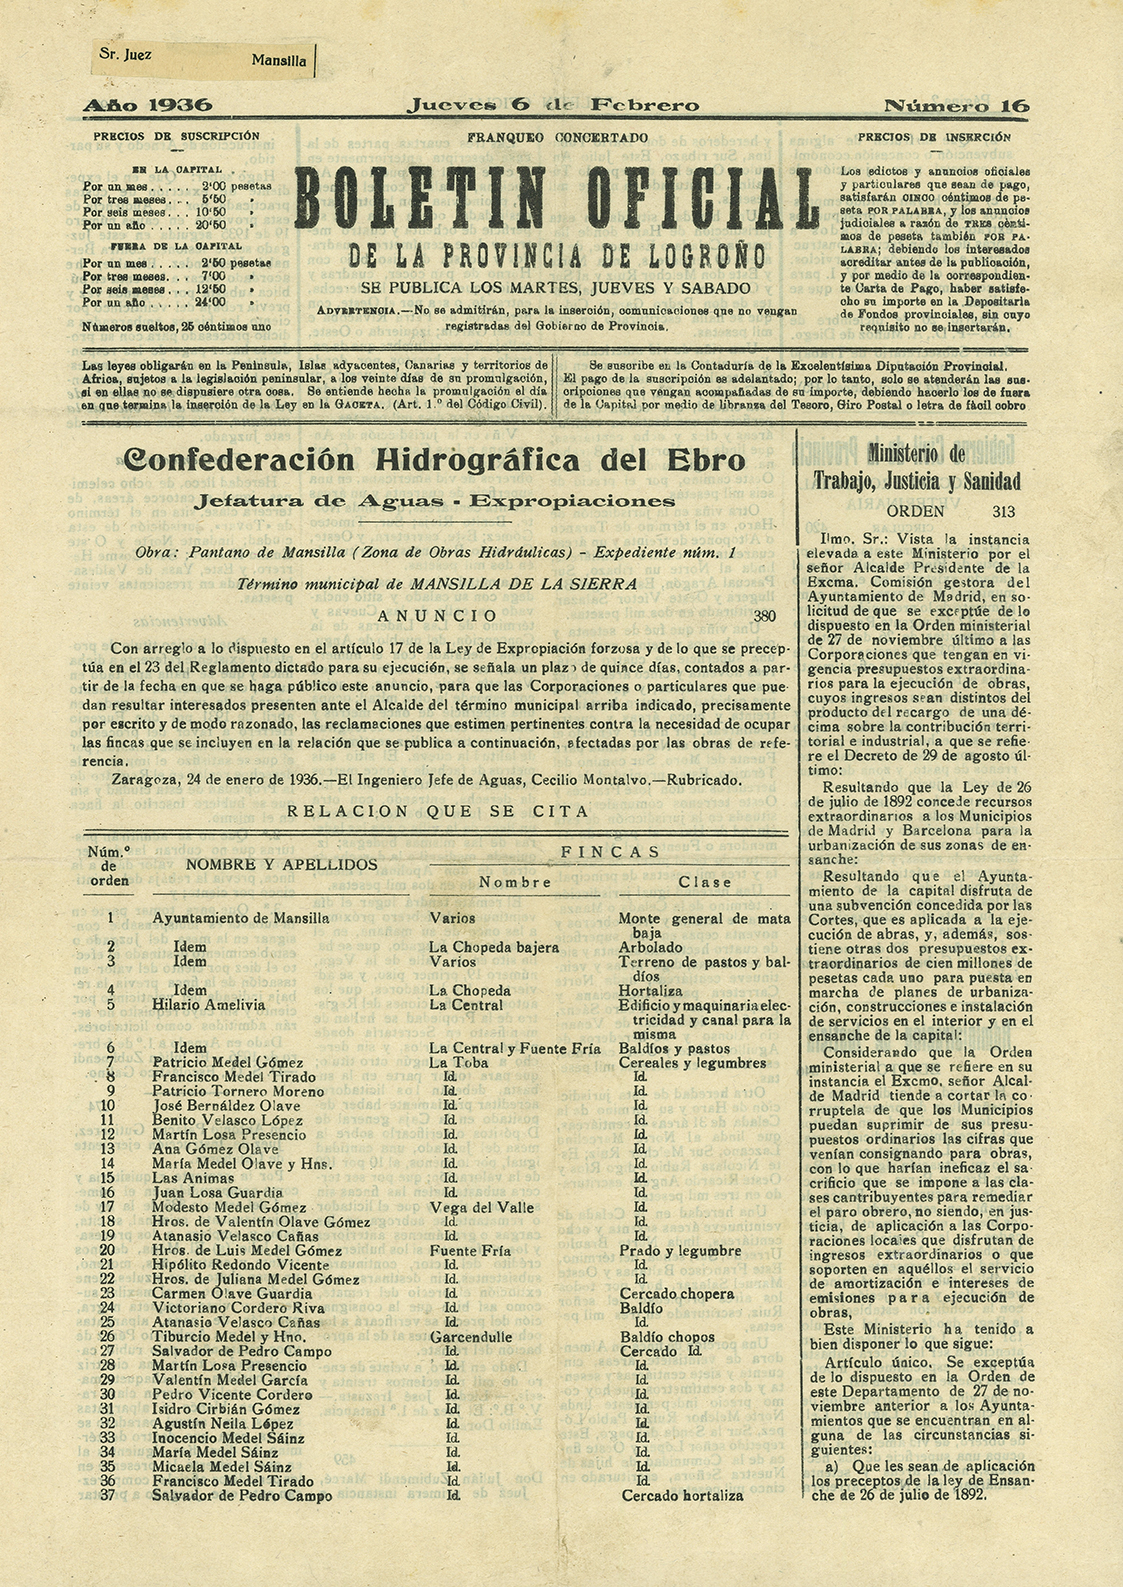 Sr. Juez Mansilla
Año 1936 Jueves 6 de Febrero Número 16
PRECIOS DE SUSCRIPCIÓN
EN LA CAPITAL
Por un mes ..... 2'00 pesetas
Por tres meses... 5'50 »
Por seis meses... 10'50 »
Por un año ..... 20'50 »
FUERA DE LA CAPITAL
Por un mes ..... 2'50 pesetas
Por tres meses... 7'00 »
Por seis meses... 12'50 »
Por un año ..... 24'00 »
Números sueltos, 25 céntimos uno
FRANQUEO CONCERTADO
BOLETIN OFICIAL
DE LA PROVINCIA DE LOGROÑO
SE PUBLICA LOS MARTES, JUEVES Y SABADO
ADVERTENCIA.—No se admitirán, para la inserción, comunicaciones que no vengan
registradas del Gobierno de Provincia.
PRECIOS DE INSERCIÓN
Los edictos y anuncios oficiales
y particulares que sean de pago,
satisfarán CINCO céntimos de pe-
seta POR PALABRA, y los anuncios
judiciales a razón de TRES cénti-
mos de peseta también POR PA-
LABRA; debiendo los interesados
acreditar antes de la publicación,
y por medio de la correspondien-
te Carta de Pago, haber satisfe-
cho su importe en la Depositaria
de Fondos provinciales, sin cuyo
requisito no se insertarán.
Las leyes obligarán en la Peninsula, Islas adyacentes, Canarias y territorios de
Africa, sujetos a la legislación peninsular, a los veinte días de su promulgación,
si en ellas no se dispusiere otra cosa. Se entiende hecha la promulgación el día
en que termina la inserción de la Ley en la GACETA. (Art. 1.º del Código Civil).
Se suscribe en la Contaduría de la Excelentísima Diputación Provincial.
El pago de la suscripción es adelantado; por lo tanto, solo se atenderán las sus-
cripciones que vengan acompañadas de su importe, debiendo hacerlo los de fuera
de la Capital por medio de libranza del Tesoro, Giro Postal o letra de fácil cobro
Confederación Hidrográfica del Ebro
Jefatura de Aguas - Expropiaciones
Obra: Pantano de Mansilla (Zona de Obras Hidráulicas) - Expediente núm. 1
Término municipal de MANSILLA DE LA SIERRA
ANUNCIO 380
Con arreglo a lo dispuesto en el artículo 17 de la Ley de Expropiación forzosa y de lo que se precep-
túa en el 23 del Reglamento dictado para su ejecución, se señala un plazo de quince días, contados a par-
tir de la fecha en que se haga público este anuncio, para que las Corporaciones o particulares que pue-
dan resultar interesados presenten ante el Alcalde del término municipal arriba indicado, precisamente
por escrito y de modo razonado, las reclamaciones que estimen pertinentes contra la necesidad de ocupar
las fincas que se incluyen en la relación que se publica a continuación, afectadas por las obras de refe-
rencia.
Zaragoza, 24 de enero de 1936.—El Ingeniero Jefe de Aguas, Cecilio Montalvo.—Rubricado.
RELACION QUE SE CITA
Núm.º
de
orden
NOMBRE Y APELLIDOS
FINCAS
Nombre Clase
1 Ayuntamiento de Mansilla Varios Monte general de mata
baja
2 Idem La Chopeda bajera Arbolado
3 Idem Varios Terreno de pastos y bal-
díos
4 Idem La Chopeda Hortaliza
5 Hilario Amelivia La Central Edificio y maquinaria elec-
tricidad y canal para la
misma
6 Idem La Central y Fuente Fría Baldíos y pastos
7 Patricio Medel Gómez La Toba Cereales y legumbres
8 Francisco Medel Tirado Id. Id.
9 Patricio Tornero Moreno Id. Id.
10 José Bernáldez Olave Id. Id.
11 Benito Velasco López Id. Id.
12 Martín Losa Presencio Id. Id.
13 Ana Gómez Olave Id. Id.
14 María Medel Olave y Hns. Id. Id.
15 Las Animas Id. Id.
16 Juan Losa Guardia Id. Id.
17 Modesto Medel Gómez Vega del Valle Id.
18 Hros. de Valentín Olave Gómez Id. Id.
19 Atanasio Velasco Cañas Id. Id.
20 Hros. de Luis Medel Gómez Fuente Fría Prado y legumbre
21 Hipólito Redondo Vicente Id. Id.
22 Hros. de Juliana Medel Gómez Id. Id.
23 Carmen Olave Guardia Id. Cercado chopera
24 Victoriano Cordero Riva Id. Baldío
25 Atanasio Velasco Cañas Id. Id.
26 Tiburcio Medel y Hno. Garcendulle Baldío chopos
27 Salvador de Pedro Campo Id. Cercado Id.
28 Martín Losa Presencio Id. Id.
29 Valentín Medel García Id. Id.
30 Pedro Vicente Cordero Id. Id.
31 Isidro Cirbián Gómez Id. Id.
32 Agustín Neila López Id. Id.
33 Inocencio Medel Sáinz Id. Id.
34 María Medel Sáinz Id. Id.
35 Micaela Medel Sáinz Id. Id.
36 Francisco Medel Tirado Id. Id.
37 Salvador de Pedro Campo Id. Cercado hortaliza
Ministerio de
Trabajo, Justicia y Sanidad
ORDEN 313
Ilmo. Sr.: Vista la instancia
elevada a este Ministerio por el
señor Alcalde Presidente de la
Excma. Comisión gestora del
Ayuntamiento de Madrid, en so-
licitud de que se exceptúe de lo
dispuesto en la Orden ministerial
de 27 de noviembre último a las
Corporaciones que tengan en vi-
gencia presupuestos extraordina-
rios para la ejecución de obras,
cuyos ingresos sean distintos del
producto del recargo de una dé-
cima sobre la contribución terri-
torial e industrial, a que se refie-
re el Decreto de 29 de agosto úl-
timo:
Resultando que la Ley de 26
de julio de 1892 concede recursos
extraordinarios a los Municipios
de Madrid y Barcelona para la
urbanización de sus zonas de en-
sanche:
Resultando que el Ayunta-
miento de la capital disfruta de
una subvención concedida por las
Cortes, que es aplicada a la eje-
cución de abras, y, además, sos-
tiene otras dos presupuestos ex-
traordinarios de cien millones de
pesetas cada uno para puesta en
marcha de planes de urbaniza-
ción, construcciones e instalación
de servicios en el interior y en el
ensanche de la capital:
Considerando que la Orden
ministerial a que se refiere en su
instancia el Excmo. señor Alcal-
de Madrid tiende a cortar la co-
rruptela de que los Municipios
puedan suprimir de sus presu-
puestos ordinarios las cifras que
venían consignando para obras,
con lo que harían ineficaz el sa-
crificio que se impone a las cla-
ses cantribuyentes para remediar
el paro obrero, no siendo, en jus-
ticia, de aplicación a las Corpo-
raciones locales que disfrutan de
ingresos extraordinarios o que
soporten en aquéllos el servicio
de amortización e intereses de
emisiones para ejecución de
obras,
Este Ministerio ha tenido a
bien disponer lo que sigue:
Artículo único. Se exceptúa
de lo dispuesto en la Orden de
este Departamento de 27 de no-
viembre anterior a los Ayunta-
mientos que se encuentran en al-
guna de las circunstancias si-
guientes:
a) Que les sean de aplicación
los preceptos de la ley de Ensan-
che de 26 de julio de 1892.